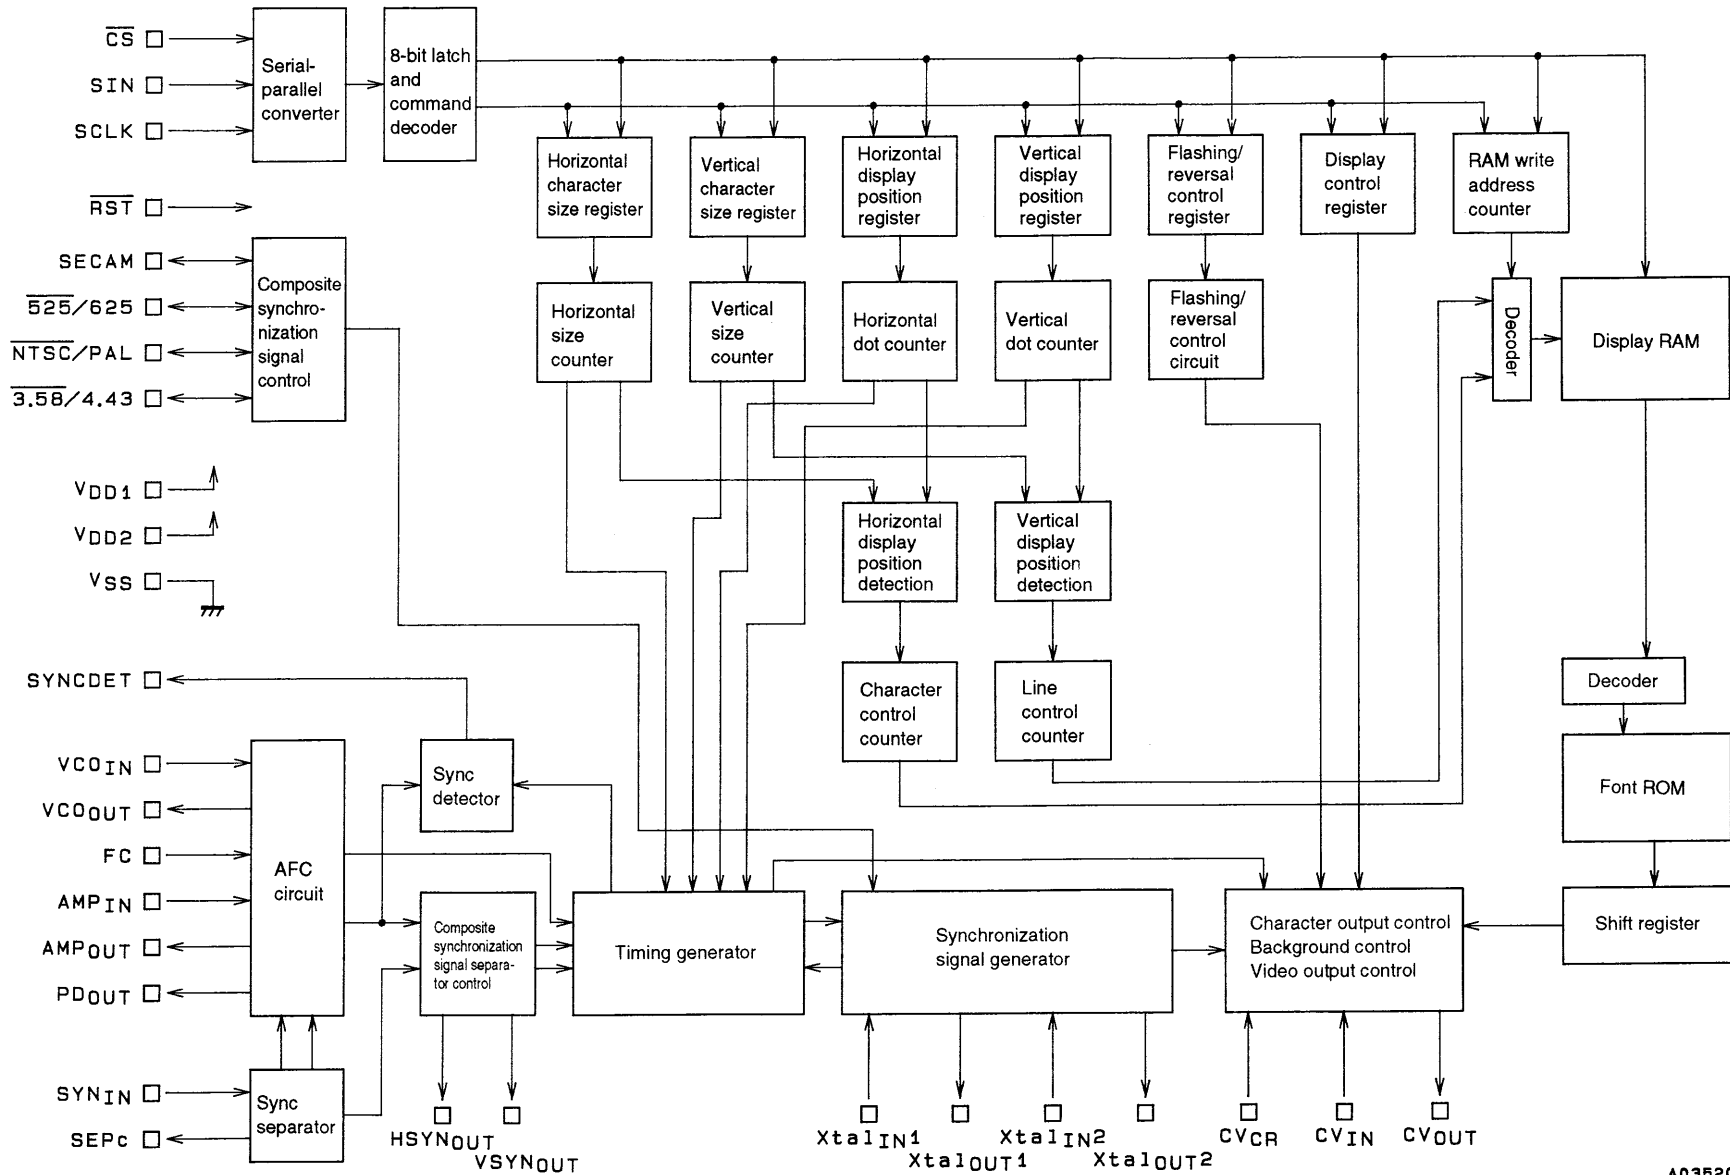 CS
SIN
SCLK
RST
SECAM
525/625
NTSC/PAL
3.58/4.43
VDD1
VDD2
VSS
SYNCDET
VCOIN
VCOOUT
FC
AMPIN
AMPOUT
PDOUT
SYNIN
SEPc
Serial-
parallel
converter
8-bit latch
and
command
decoder
Horizontal
character
size register
Vertical
character
size register
Horizontal
display
position
register
Vertical
display
position
register
Flashing/
reversal
control
register
Display
control
register
RAM write
address
counter
Composite
synchro-
nization
signal
control
Horizontal
size
counter
Vertical
size
counter
Horizontal
dot counter
Vertical
dot counter
Flashing/
reversal
control
circuit
Decoder
Display RAM
Horizontal
display
position
detection
Vertical
display
position
detection
Character
control
counter
Line
control
counter
Decoder
Font ROM
Shift register
Sync
detector
AFC
circuit
Composite
synchronization
signal separa-
tor control
Timing generator
Synchronization
signal generator
Character output control
Background control
Video output control
Sync
separator
HSYNOUT
VSYNOUT
XtalIN1
XtalOUT1
XtalIN2
XtalOUT2
CVCR
CVIN
CVOUT